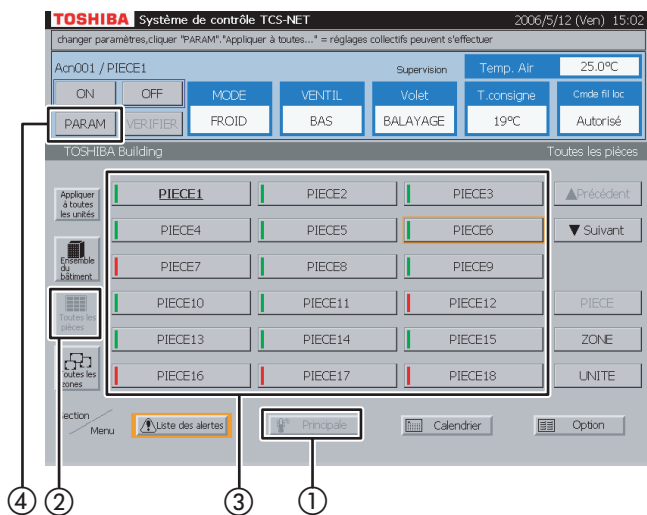 TOSHIBA Système de contrôle TCS-NET 2006/5/12 (Ven) 15:02
changer paramètres,cliquer "PARAM"."Appliquer à toutes..." = réglages collectifs peuvent s'effectuer
Acn001 / PIECE1 Supervision Temp. Air 25.0ºC
ON OFF MODE VENTIL Volet T.consigne Cmde fil loc
PARAM VERIFIER FROID BAS BALAYAGE 19ºC Autorisé
TOSHIBA Building Toutes les pièces
Appliquer à toutes les unités
PIECE1 PIECE2 PIECE3 ▲Précédent
PIECE4 PIECE5 PIECE6 ▼ Suivant
Ensemble du bâtiment
PIECE7 PIECE8 PIECE9
Toutes les pièces
PIECE10 PIECE11 PIECE12 PIECE
PIECE13 PIECE14 PIECE15 ZONE
outes les zones
PIECE16 PIECE17 PIECE18 UNITE
ection Menu
Liste des alertes Principale Calendrier Option
④ ② ③ ①